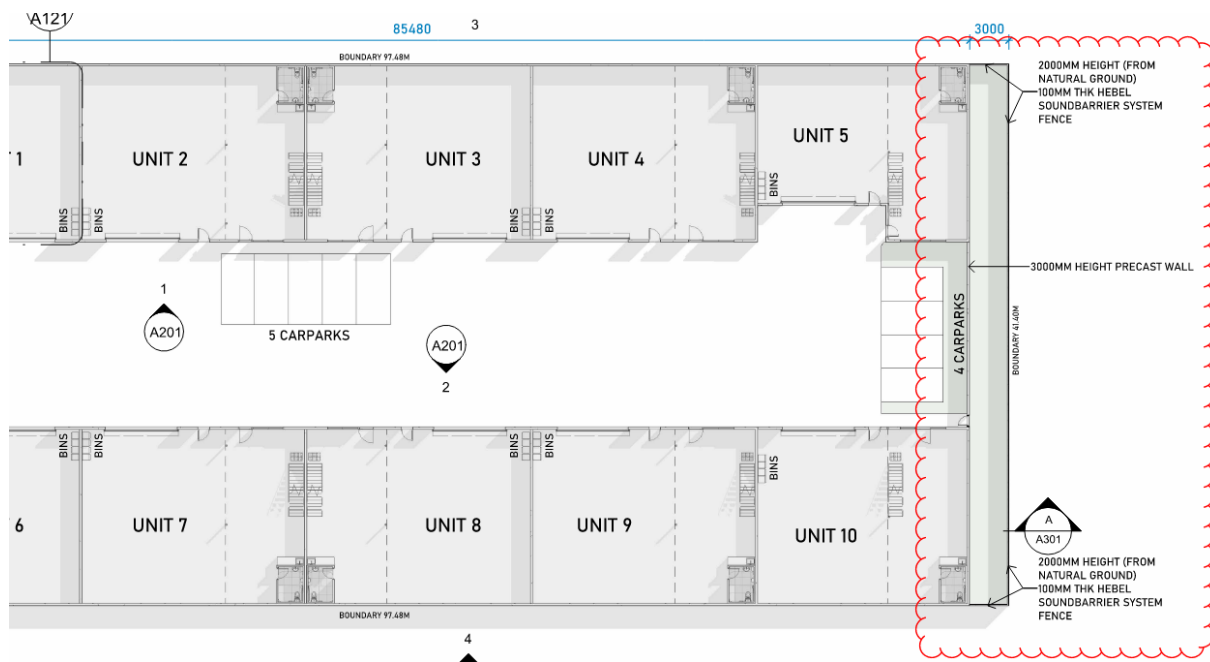 A121
85480
3
3000
BOUNDARY 97.48M
2000MM HEIGHT (FROM
NATURAL GROUND)
100MM THK HEBEL
SOUNDBARRIER SYSTEM
FENCE
1
UNIT 2
UNIT 3
UNIT 4
UNIT 5
BINS
BINS
BINS
BINS
BINS
3000MM HEIGHT PRECAST WALL
1
A201
5 CARPARKS
A201
2
4 CARPARKS
BOUNDARY 41.40M
BINS
BINS
BINS
BINS
BINS
6
UNIT 7
UNIT 8
UNIT 9
UNIT 10
A
A301
2000MM HEIGHT (FROM
NATURAL GROUND)
100MM THK HEBEL
SOUNDBARRIER SYSTEM
FENCE
BOUNDARY 97.48M
4